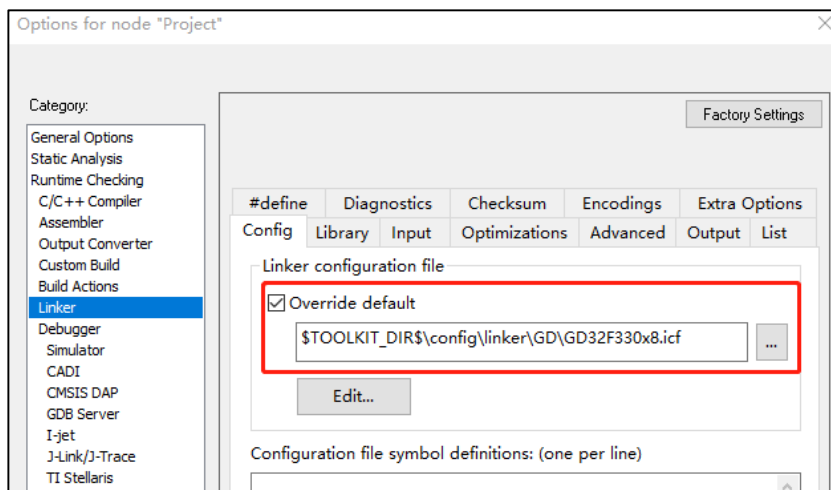 Options for node "Project"
Category:
General Options
Static Analysis
Runtime Checking
C/C++ Compiler
Assembler
Output Converter
Custom Build
Build Actions
Linker
Debugger
Simulator
CADI
CMSIS DAP
GDB Server
I-jet
J-Link/J-Trace
TI Stellaris
Factory Settings
#define Diagnostics Checksum Encodings Extra Options
Config Library Input Optimizations Advanced Output List
Linker configuration file
Override default
$TOOLKIT_DIR$\config\linker\GD\GD32F330x8.icf
...
Edit...
Configuration file symbol definitions: (one per line)